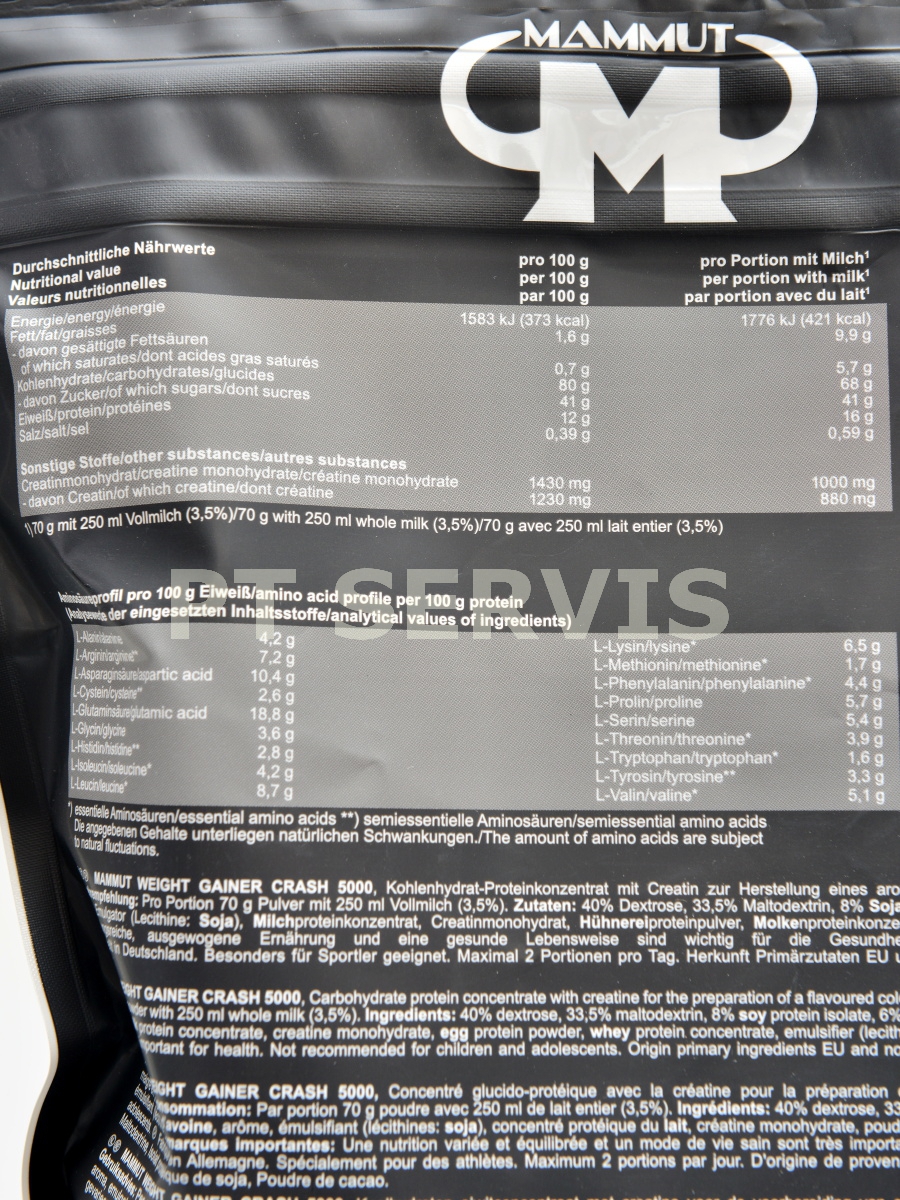 MAMMUT
M
Durchschnittliche Nährwerte pro 100 g pro Portion mit Milch¹
Nutritional value per 100 g per portion with milk¹
Valeurs nutritionnelles par 100 g par portion avec du lait¹
Energie/energy/énergie 1583 kJ (373 kcal) 1776 kJ (421 kcal)
Fett/fat/graisses 1,6 g 9,9 g
- davon gesättigte Fettsäuren
of which saturates/dont acides gras saturés 0,7 g 5,7 g
Kohlenhydrate/carbohydrates/glucides 80 g 68 g
- davon Zucker/of which sugars/dont sucres 41 g 41 g
Eiweiß/protein/protéines 12 g 16 g
Salz/salt/sel 0,39 g 0,59 g
Sonstige Stoffe/other substances/autres substances
Creatinmonohydrat/creatine monohydrate/créatine monohydrate 1430 mg 1000 mg
- davon Creatin/of which creatine/dont créatine 1230 mg 880 mg
¹) 70 g mit 250 ml Vollmilch (3,5%)/70 g with 250 ml whole milk (3,5%)/70 g avec 250 ml lait entier (3,5%)
PT SERVIS
Aminosäureprofil pro 100 g Eiweiß/amino acid profile per 100 g protein
(Analysewerte der eingesetzten Inhaltsstoffe/analytical values of ingredients)
L-Alanin/alanine 4,2 g L-Lysin/lysine* 6,5 g
L-Arginin/arginine** 7,2 g L-Methionin/methionine* 1,7 g
L-Asparaginsäure/aspartic acid 10,4 g L-Phenylalanin/phenylalanine* 4,4 g
L-Cystein/cysteine** 2,6 g L-Prolin/proline 5,7 g
L-Glutaminsäure/glutamic acid 18,8 g L-Serin/serine 5,4 g
L-Glycin/glycine 3,6 g L-Threonin/threonine* 3,9 g
L-Histidin/histidine** 2,8 g L-Tryptophan/tryptophan* 1,6 g
L-Isoleucin/isoleucine* 4,2 g L-Tyrosin/tyrosine** 3,3 g
L-Leucin/leucine* 8,7 g L-Valin/valine* 5,1 g
*) essentielle Aminosäuren/essential amino acids **) semiessentielle Aminosäuren/semiessential amino acids
Die angegebenen Gehalte unterliegen natürlichen Schwankungen./The amount of amino acids are subject
to natural fluctuations.
MAMMUT WEIGHT GAINER CRASH 5000, Kohlenhydrat-Proteinkonzentrat mit Creatin zur Herstellung eines aro
Pro Portion 70 g Pulver mit 250 ml Vollmilch (3,5%). Zutaten: 40% Dextrose, 33,5% Maltodextrin, 8% Soja
(Lecithine: Soja), Milchproteinkonzentrat, Creatinmonohydrat, Hühnereiproteinpulver, Molkenproteinkonze
ausgewogene Ernährung und eine gesunde Lebensweise sind wichtig für die Gesundhe
in Deutschland. Besonders für Sportler geeignet. Maximal 2 Portionen pro Tag. Herkunft Primärzutaten EU u
GHT GAINER CRASH 5000, Carbohydrate protein concentrate with creatine for the preparation of a flavoured col
der with 250 ml whole milk (3,5%). Ingredients: 40% dextrose, 33,5% maltodextrin, 8% soy protein isolate, 6%
protein concentrate, creatine monohydrate, egg protein powder, whey protein concentrate, emulsifier (lecith
portant for health. Not recommended for children and adolescents. Origin primary ingredients EU and no
IGHT GAINER CRASH 5000, Concentré glucido-protéique avec la créatine pour la préparation
sommation: Par portion 70 g poudre avec 250 ml de lait entier (3,5%). Ingrédients: 40% dextrose, 33
avoine, arôme, émulsifiant (lécithines: soja), concentré protéique du lait, créatine monohydrate, poud
arques Importantes: Une nutrition variée et équilibrée et un mode de vie sain sont très importa
n Allemagne. Spécialement pour des athlètes. Maximum 2 portions par jour. D'origine de proven
que de soja, Poudre de cacao.